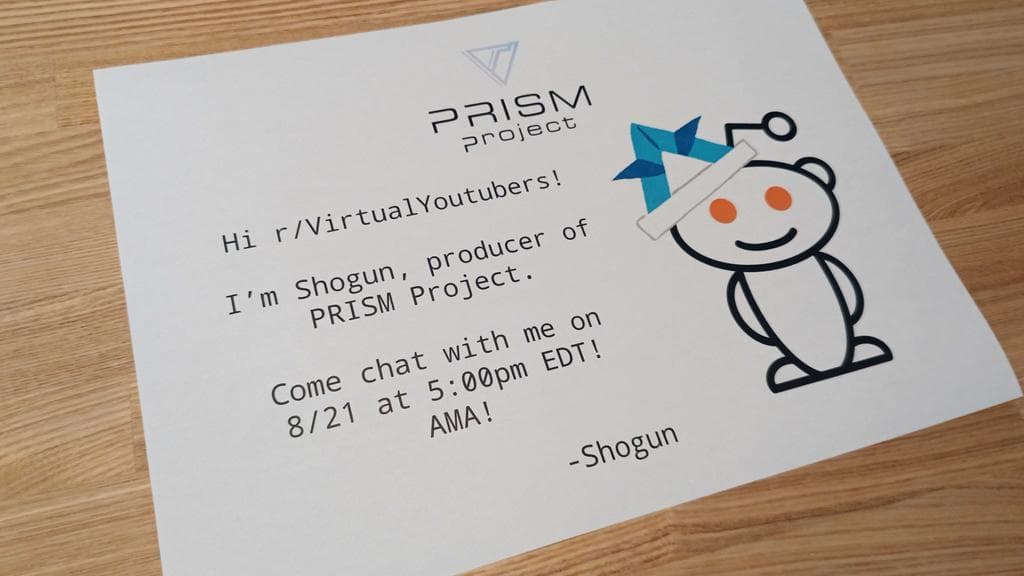 PRISM
project
Hi r/VirtualYoutubers!
I'm Shogun, producer of
PRISM Project.
Come chat with me on
8/21 at 5:00pm EDT!
AMA!
-Shogun